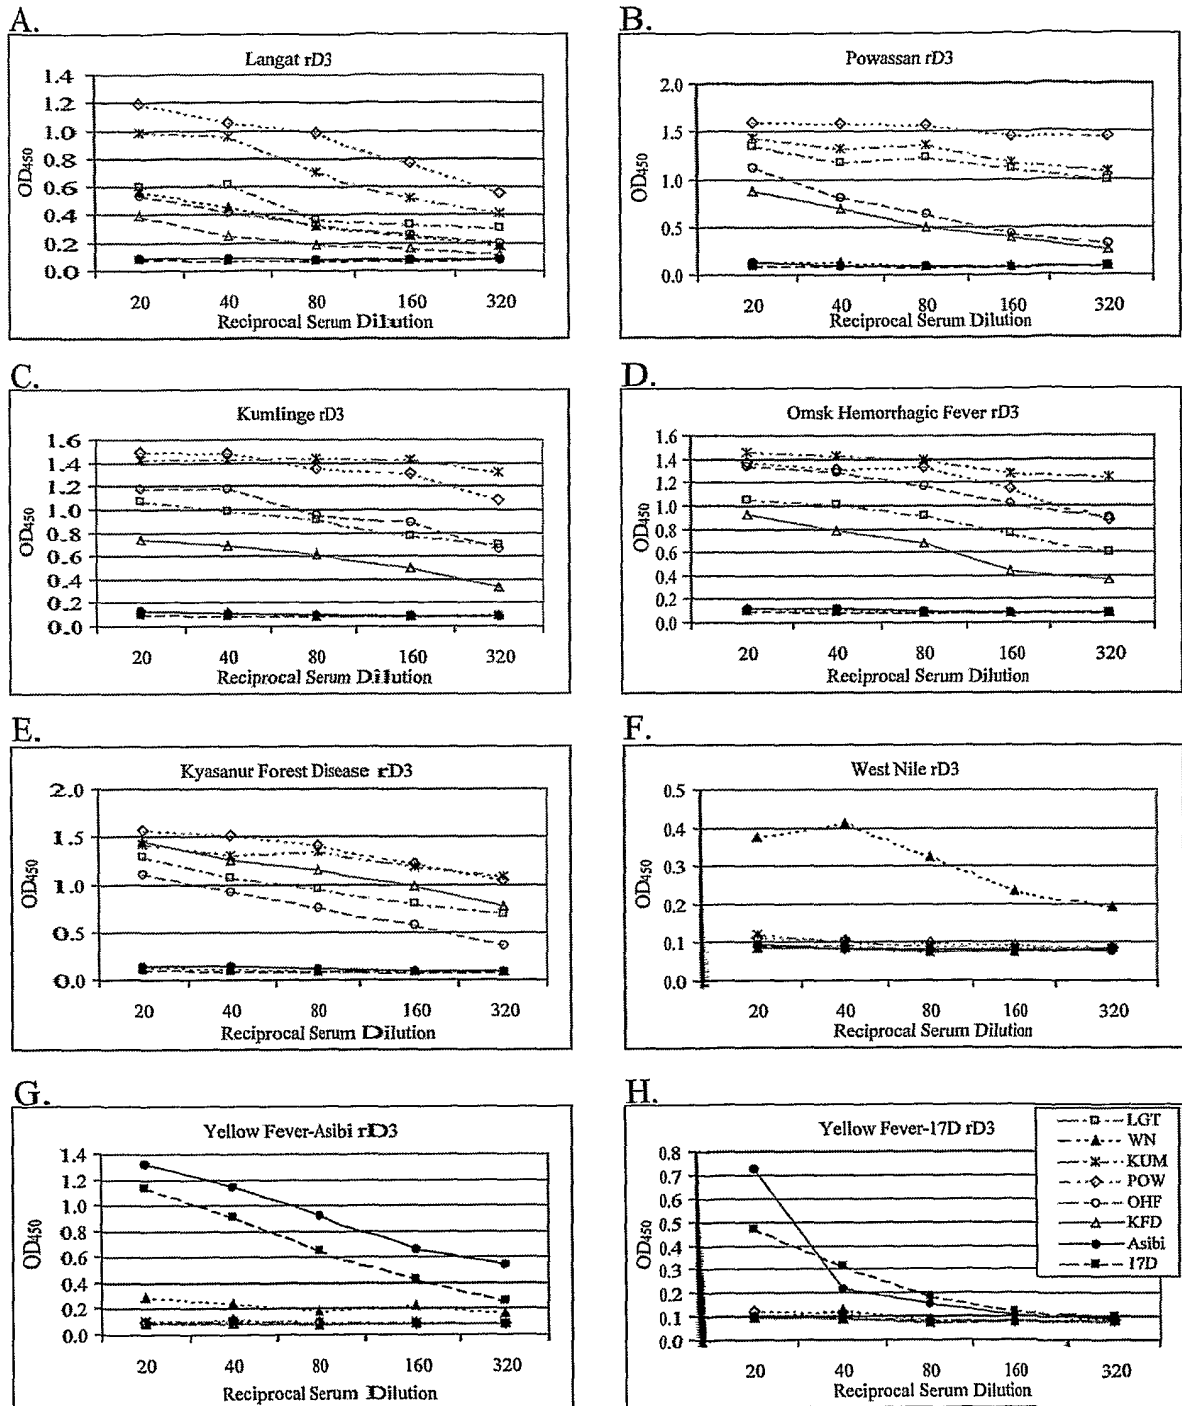 A.
Langat rD3
1.4
1.2
1.0
0.8
0.6
0.4
0.2
0.0
OD450
20 40 80 160 320
Reciprocal Serum Dilution
B.
Powassan rD3
2.0
1.5
1.0
0.5
0.0
OD450
20 40 80 160 320
Reciprocal Serum Dilution
C.
Kumlinge rD3
1.6
1.4
1.2
1.0
0.8
0.6
0.4
0.2
0.0
OD450
20 40 80 160 320
Reciprocal Serum Dilution
D.
Omsk Hemorrhagic Fever rD3
1.6
1.4
1.2
1.0
0.8
0.6
0.4
0.2
0.0
OD450
20 40 80 160 320
Reciprocal Serum Dilution
E.
Kyasanur Forest Disease rD3
2.0
1.5
1.0
0.5
0.0
OD450
20 40 80 160 320
Reciprocal Serum Dilution
F.
West Nile rD3
0.5
0.4
0.3
0.2
0.1
0.0
OD450
20 40 80 160 320
Reciprocal Serum Dilution
G.
Yellow Fever-Asibi rD3
1.4
1.2
1.0
0.8
0.6
0.4
0.2
0.0
OD450
20 40 80 160 320
Reciprocal Serum Dilution
H.
Yellow Fever-17D rD3
0.8
0.7
0.6
0.5
0.4
0.3
0.2
0.1
0.0
OD450
20 40 80 160 320
Reciprocal Serum Dilution
LGT
WN
KUM
POW
OHF
KFD
Asibi
17D